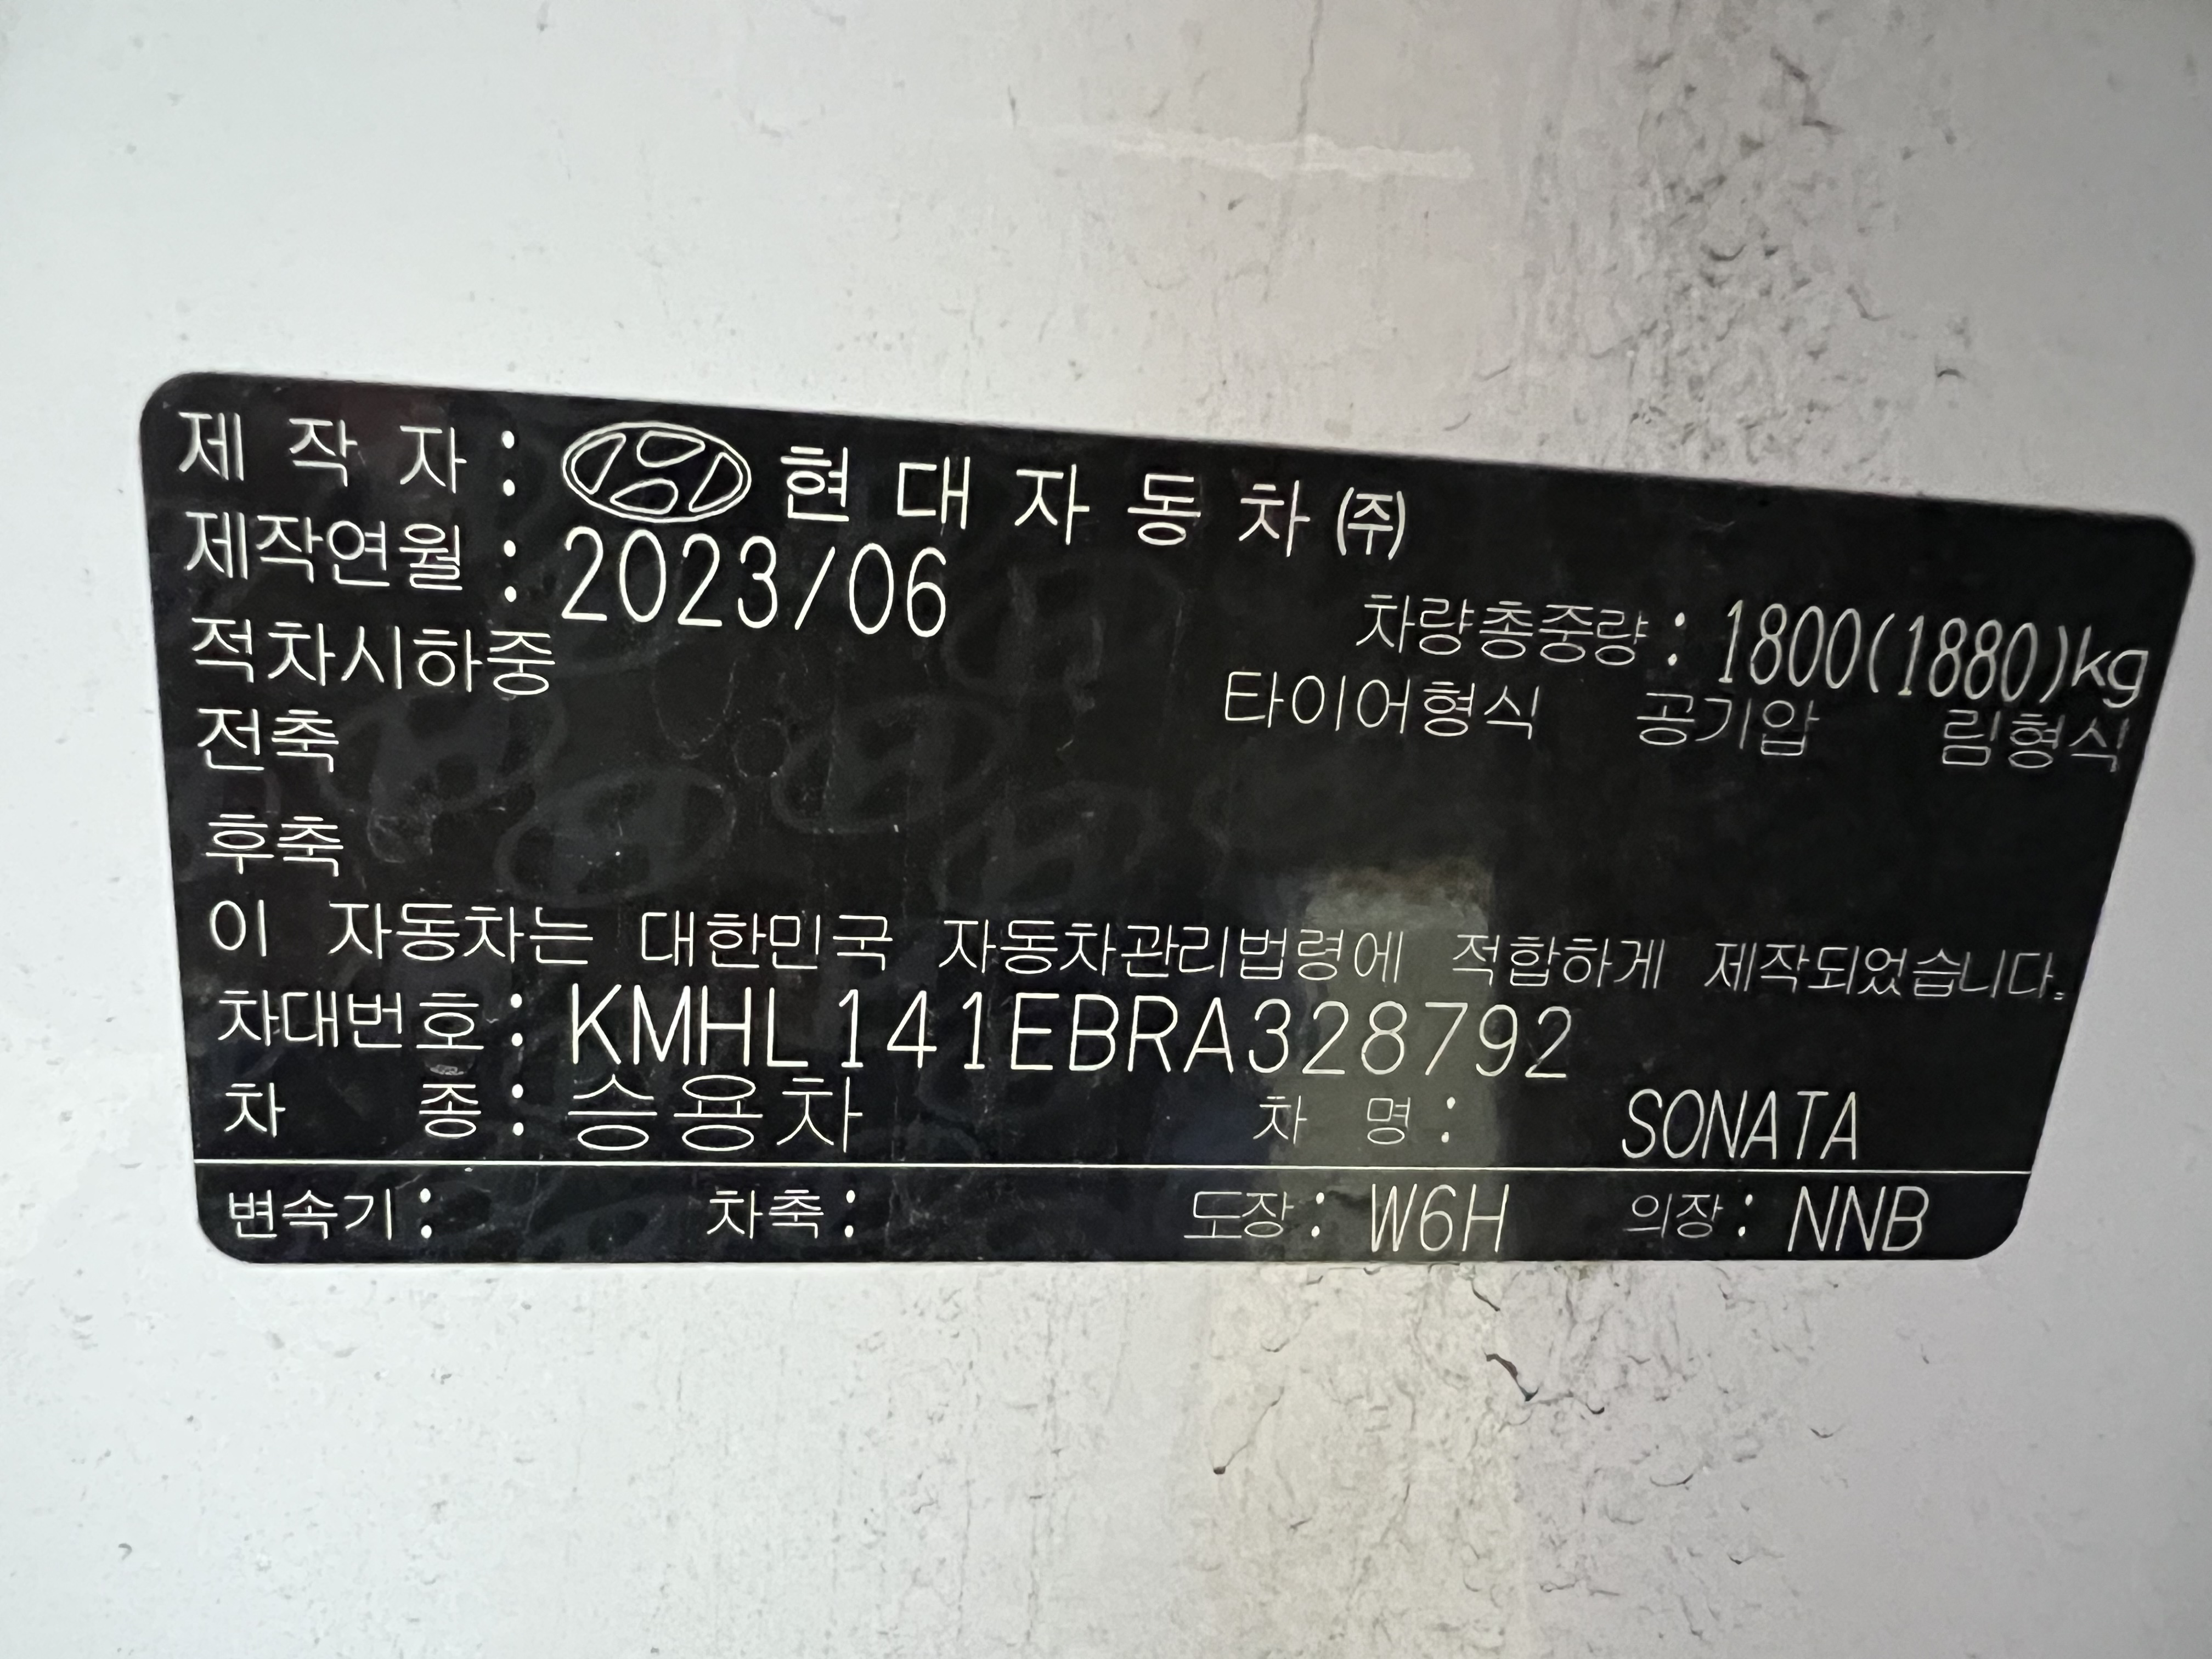 제 작 자 : 현 대 자 동 차 ㈜
제작연월 : 2023/06
차량총중량 : 1800(1880)kg
적차시하중 타이어형식 공기압 림형식
전축
후축
이 자동차는 대한민국 자동차관리법령에 적합하게 제작되었습니다.
차대번호 : KMHL141EBRA328792
차 종 : 승용차 차 명 : SONATA
변속기 : 차축 : 도장 : W6H 의장 : NNB